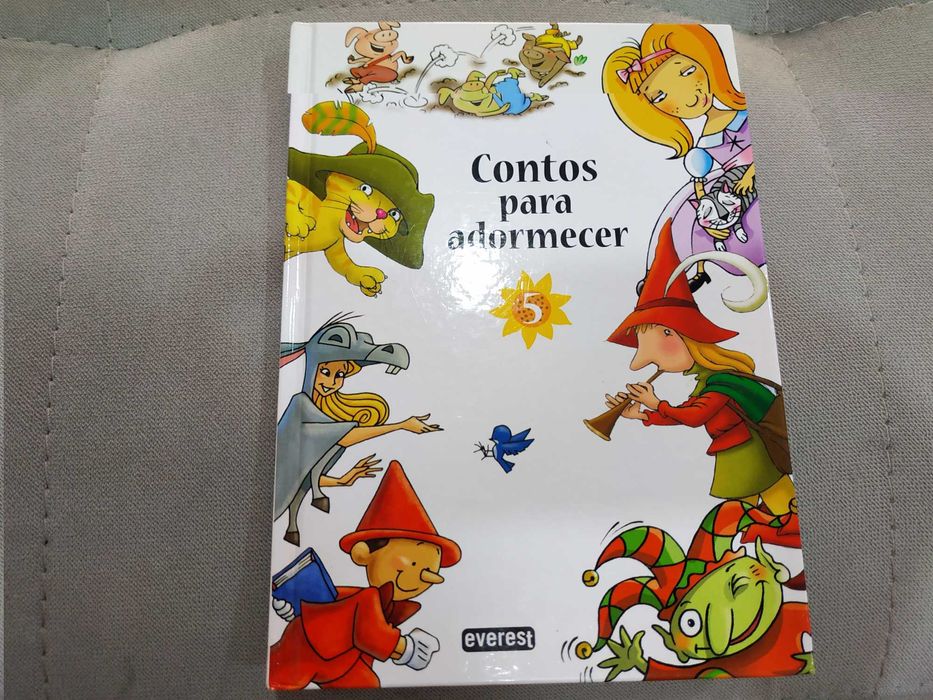 Contos
para
adormecer
5
everest